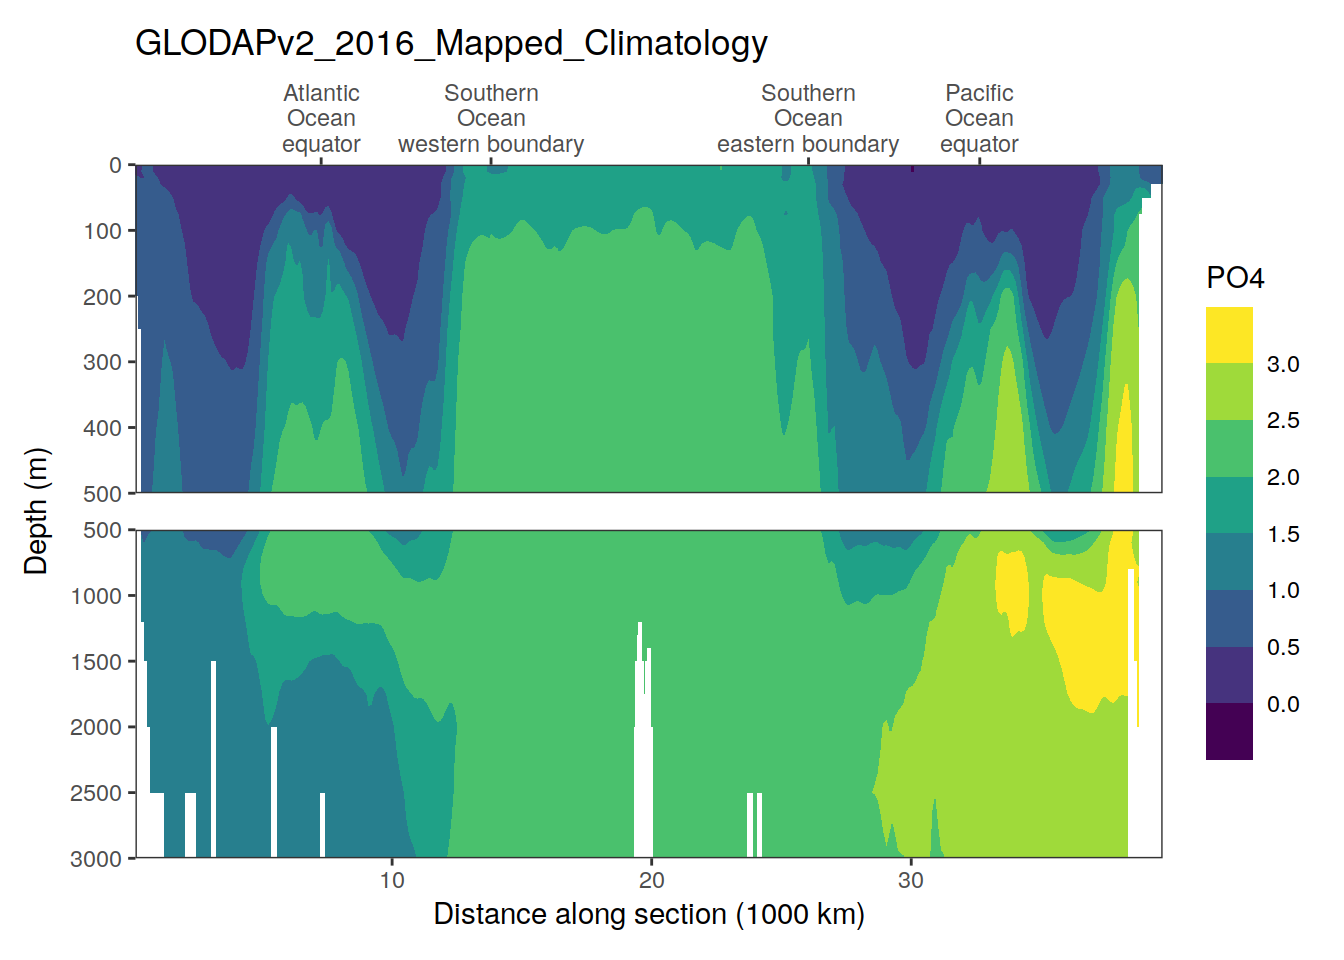 GLODAPv2_2016_Mapped_Climatology
Atlantic
Ocean
equator
Southern
Ocean
western boundary
Southern
Ocean
eastern boundary
Pacific
Ocean
equator
0
100
200
300
400
500
500
1000
1500
2000
2500
3000
Depth (m)
10
20
30
Distance along section (1000 km)
PO4
3.0
2.5
2.0
1.5
1.0
0.5
0.0